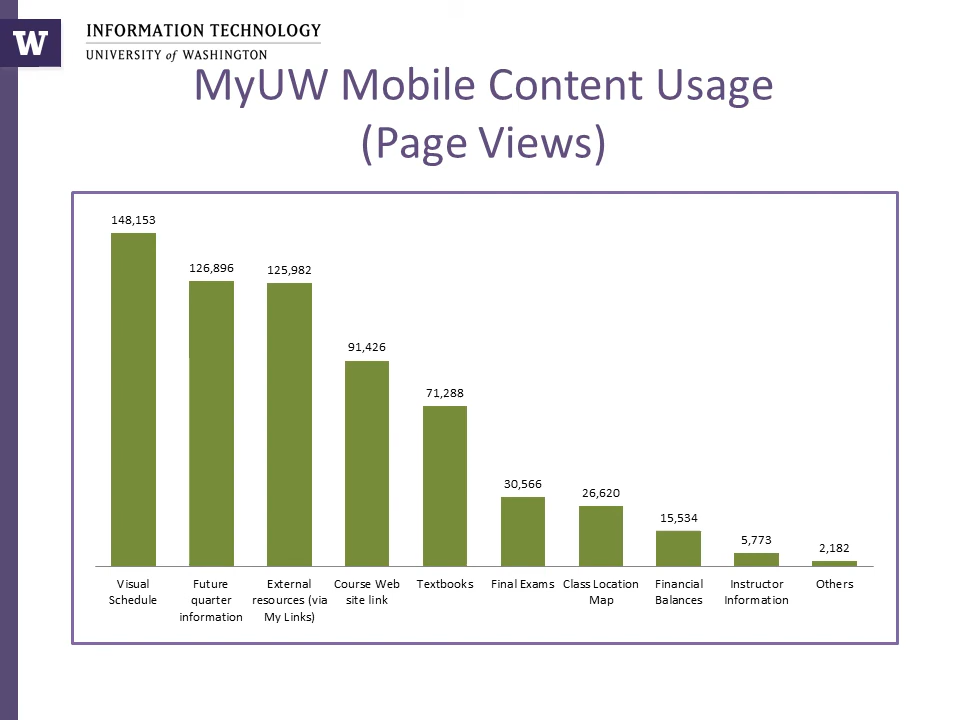 W
INFORMATION TECHNOLOGY
UNIVERSITY of WASHINGTON
MyUW Mobile Content Usage
(Page Views)
148,153
126,896
125,982
91,426
71,288
30,566
26,620
15,534
5,773
2,182
Visual
Schedule
Future
quarter
information
External
resources (via
My Links)
Course Web
site link
Textbooks
Final Exams
Class Location
Map
Financial
Balances
Instructor
Information
Others